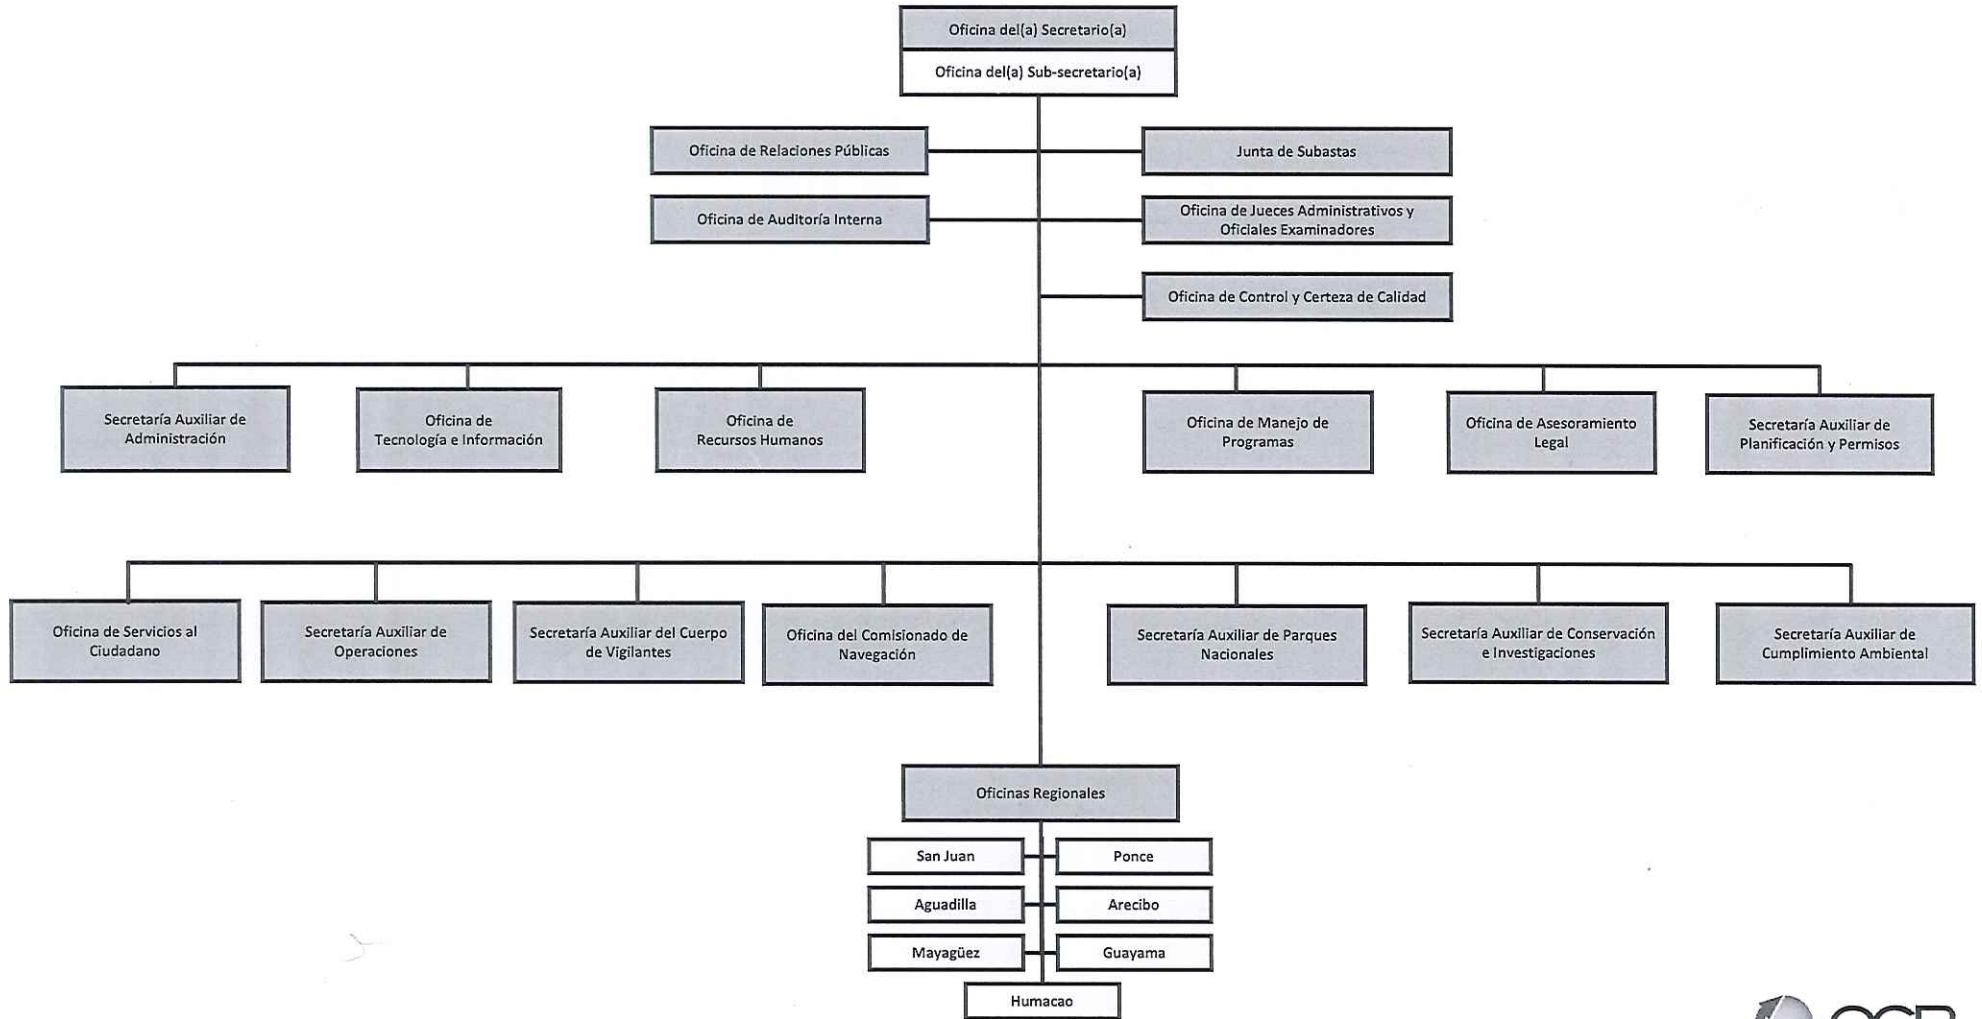 Oficina del(a) Secretario(a)
Oficina del(a) Sub-secretario(a)
Oficina de Relaciones Públicas
Junta de Subastas
Oficina de Auditoría Interna
Oficina de Jueces Administrativos y
Oficiales Examinadores
Oficina de Control y Certeza de Calidad
Secretaría Auxiliar de
Administración
Oficina de
Tecnología e Información
Oficina de
Recursos Humanos
Oficina de Manejo de
Programas
Oficina de Asesoramiento
Legal
Secretaría Auxiliar de
Planificación y Permisos
Oficina de Servicios al
Ciudadano
Secretaría Auxiliar de
Operaciones
Secretaría Auxiliar del Cuerpo
de Vigilantes
Oficina del Comisionado de
Navegación
Secretaría Auxiliar de Parques
Nacionales
Secretaría Auxiliar de Conservación
e Investigaciones
Secretaría Auxiliar de
Cumplimiento Ambiental
Oficinas Regionales
San Juan
Ponce
Aguadilla
Arecibo
Mayagüez
Guayama
Humacao